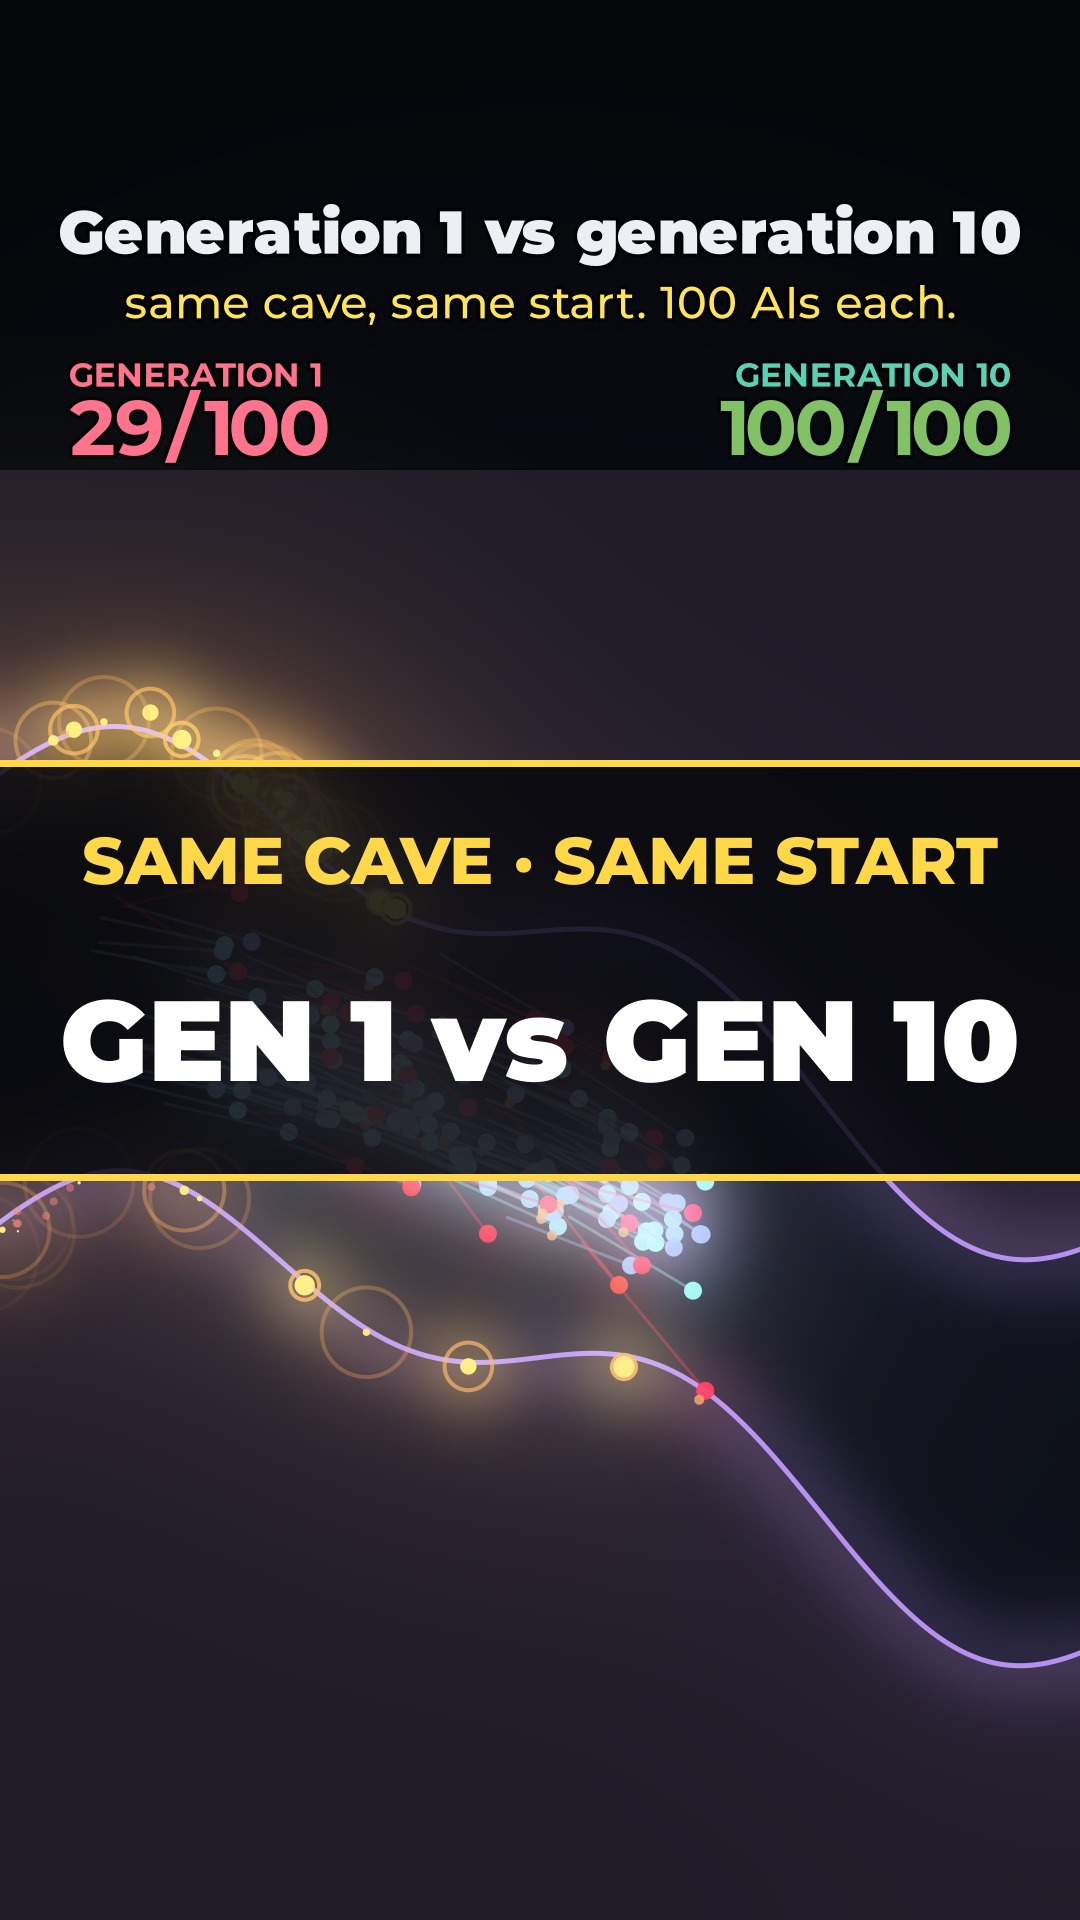 Generation 1 vs generation 10
same cave, same start. 100 AIs each.
GENERATION 1
29/100
GENERATION 10
100/100
SAME CAVE • SAME START
GEN 1 vs GEN 10